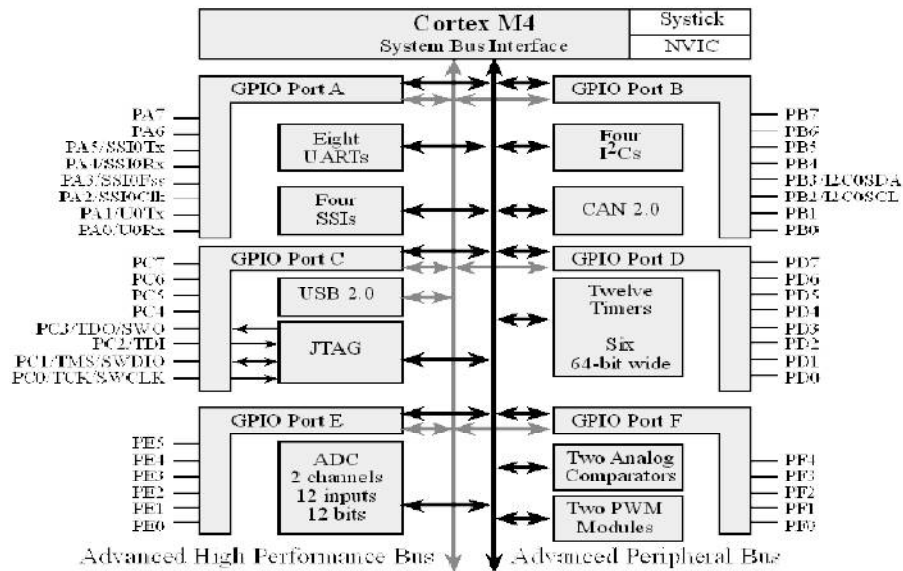 Cortex M4
System Bus Interface
Systick
NVIC
GPIO Port A
PA7
PA6
PA5/SSI0Tx
PA4/SSI0Rx
PA3/SSI0Fss
PA2/SSI0Clk
PA1/U0Tx
PA0/U0Rx
Eight
UARTs
Four
SSIs
GPIO Port B
Four
I²Cs
CAN 2.0
PB7
PB6
PB5
PB4
PB3/I2C0SDA
PB2/I2C0SCL
PB1
PB0
GPIO Port C
PC7
PC6
PC5
PC4
PC3/TDO/SWO
PC2/TDI
PC1/TMS/SWDIO
PC0/TCK/SWCLK
USB 2.0
JTAG
GPIO Port D
Twelve
Timers
Six
64-bit wide
PD7
PD6
PD5
PD4
PD3
PD2
PD1
PD0
GPIO Port E
PE5
PE4
PE3
PE2
PE1
PE0
ADC
2 channels
12 inputs
12 bits
GPIO Port F
Two Analog
Comparators
Two PWM
Modules
PF4
PF3
PF2
PF1
PF0
Advanced High Performance Bus
Advanced Peripheral Bus